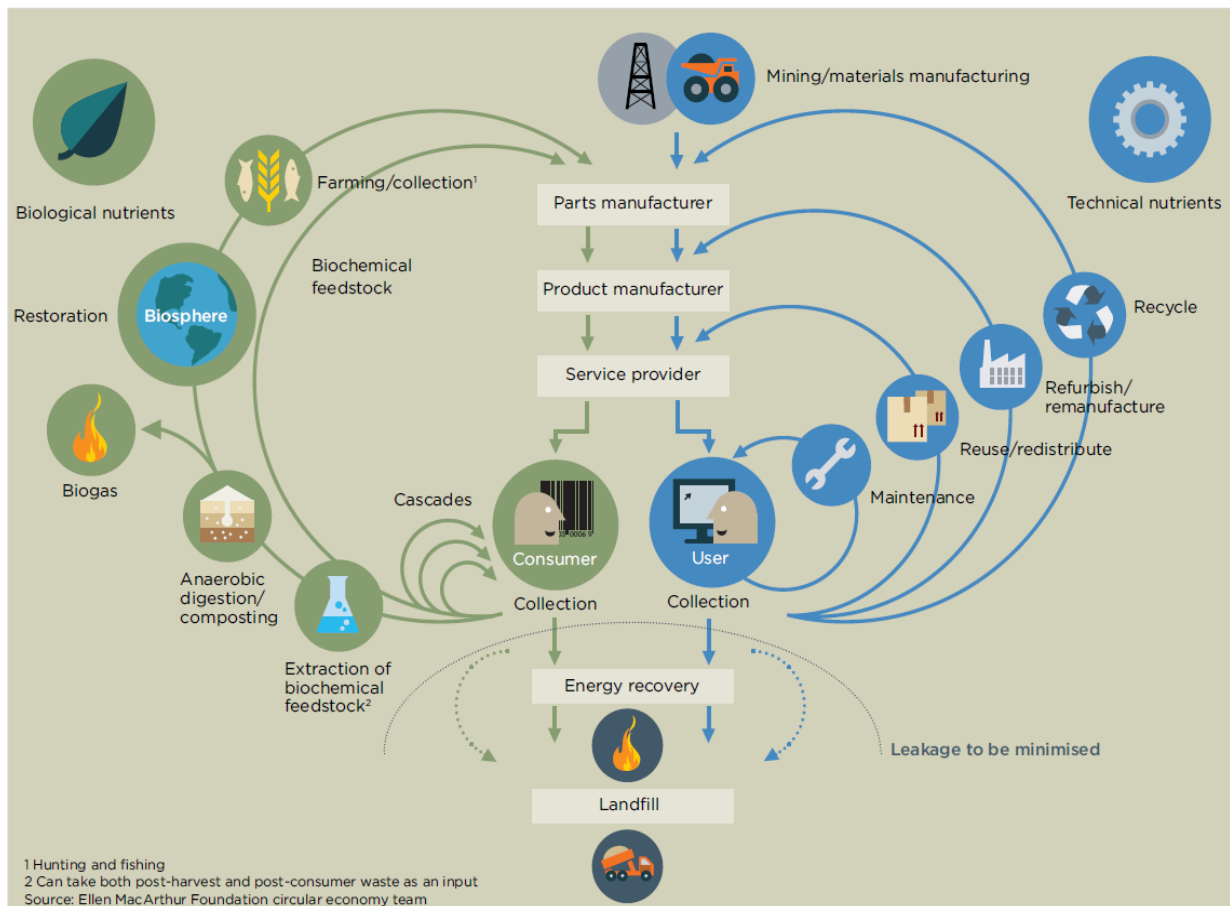 Mining/materials manufacturing
Biological nutrients
Technical nutrients
Farming/collection¹
Parts manufacturer
Biochemical
feedstock
Product manufacturer
Restoration
Biosphere
Recycle
Service provider
Refurbish/
remanufacture
Reuse/redistribute
Biogas
Cascades
Maintenance
Consumer
User
Anaerobic
digestion/
composting
Collection
Collection
Extraction of
biochemical
feedstock²
Energy recovery
Leakage to be minimised
Landfill
1 Hunting and fishing
2 Can take both post-harvest and post-consumer waste as an input
Source: Ellen MacArthur Foundation circular economy team